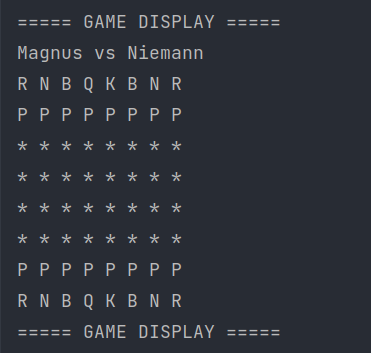 ===== GAME DISPLAY =====
Magnus vs Niemann
R N B Q K B N R
P P P P P P P P
* * * * * * * *
* * * * * * * *
* * * * * * * *
* * * * * * * *
P P P P P P P P
R N B Q K B N R
===== GAME DISPLAY =====